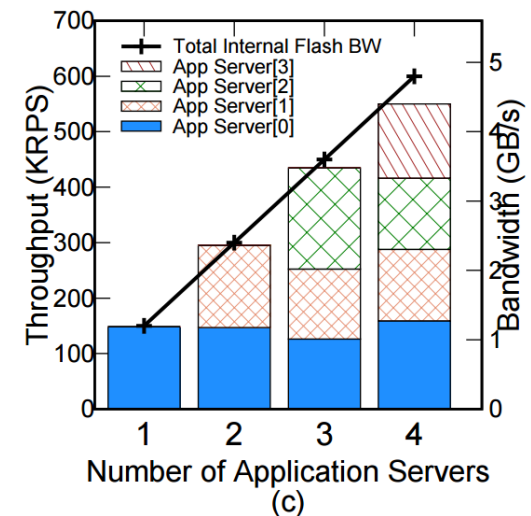 700
600
500
400
300
200
100
0
Throughput (KRPS)
Total Internal Flash BW
App Server[3]
App Server[2]
App Server[1]
App Server[0]
5
4
3
2
1
0
Bandwidth (GB/s)
1 2 3 4
Number of Application Servers
(c)